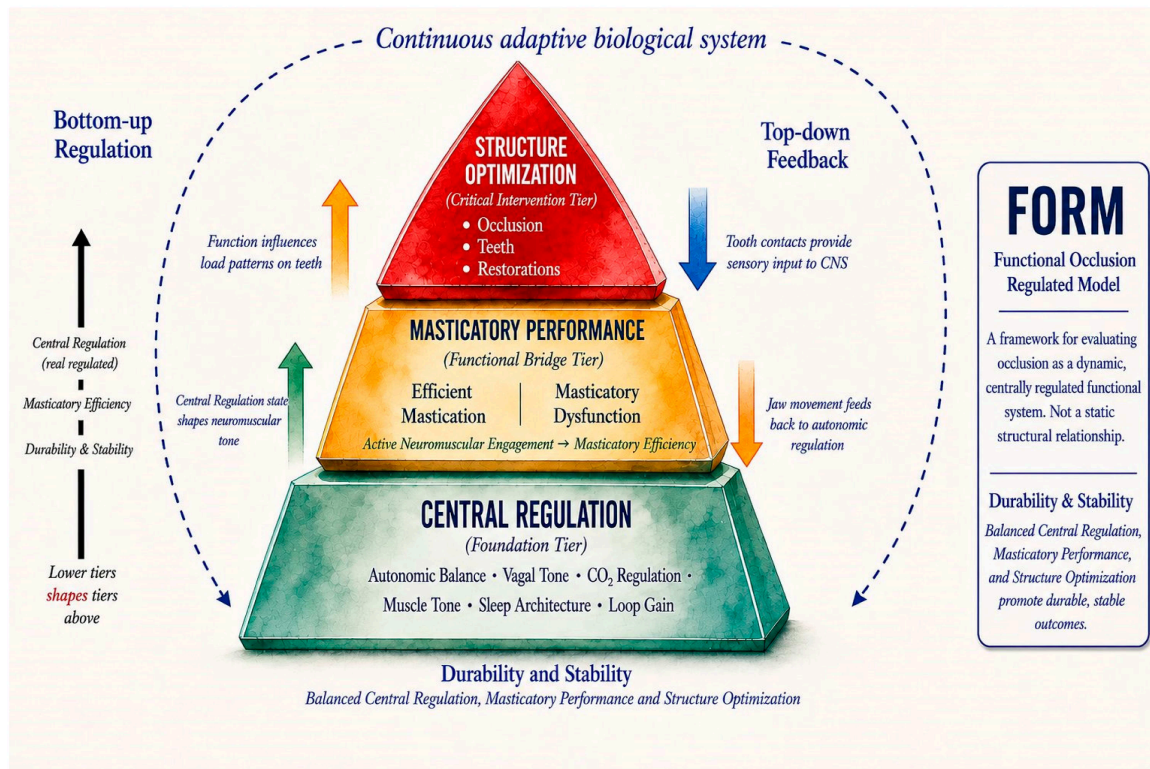 Continuous adaptive biological system
Bottom-up
Regulation
Central Regulation
(real regulated)
Masticatory Efficiency
Durability & Stability
Lower tiers
shapes tiers
above
Function influences
load patterns on teeth
Central Regulation state
shapes neuromuscular
tone
STRUCTURE
OPTIMIZATION
(Critical Intervention Tier)
• Occlusion
• Teeth
• Restorations
MASTICATORY PERFORMANCE
(Functional Bridge Tier)
Efficient
Mastication
Masticatory
Dysfunction
Active Neuromuscular Engagement → Masticatory Efficiency
CENTRAL REGULATION
(Foundation Tier)
Autonomic Balance • Vagal Tone • CO₂ Regulation •
Muscle Tone • Sleep Architecture • Loop Gain
Durability and Stability
Balanced Central Regulation, Masticatory Performance and Structure Optimization
Top-down
Feedback
Tooth contacts provide
sensory input to CNS
Jaw movement feeds
back to autonomic
regulation
FORM
Functional Occlusion
Regulated Model
A framework for evaluating
occlusion as a dynamic,
centrally regulated functional
system. Not a static
structural relationship.
Durability & Stability
Balanced Central Regulation,
Masticatory Performance,
and Structure Optimization
promote durable, stable
outcomes.